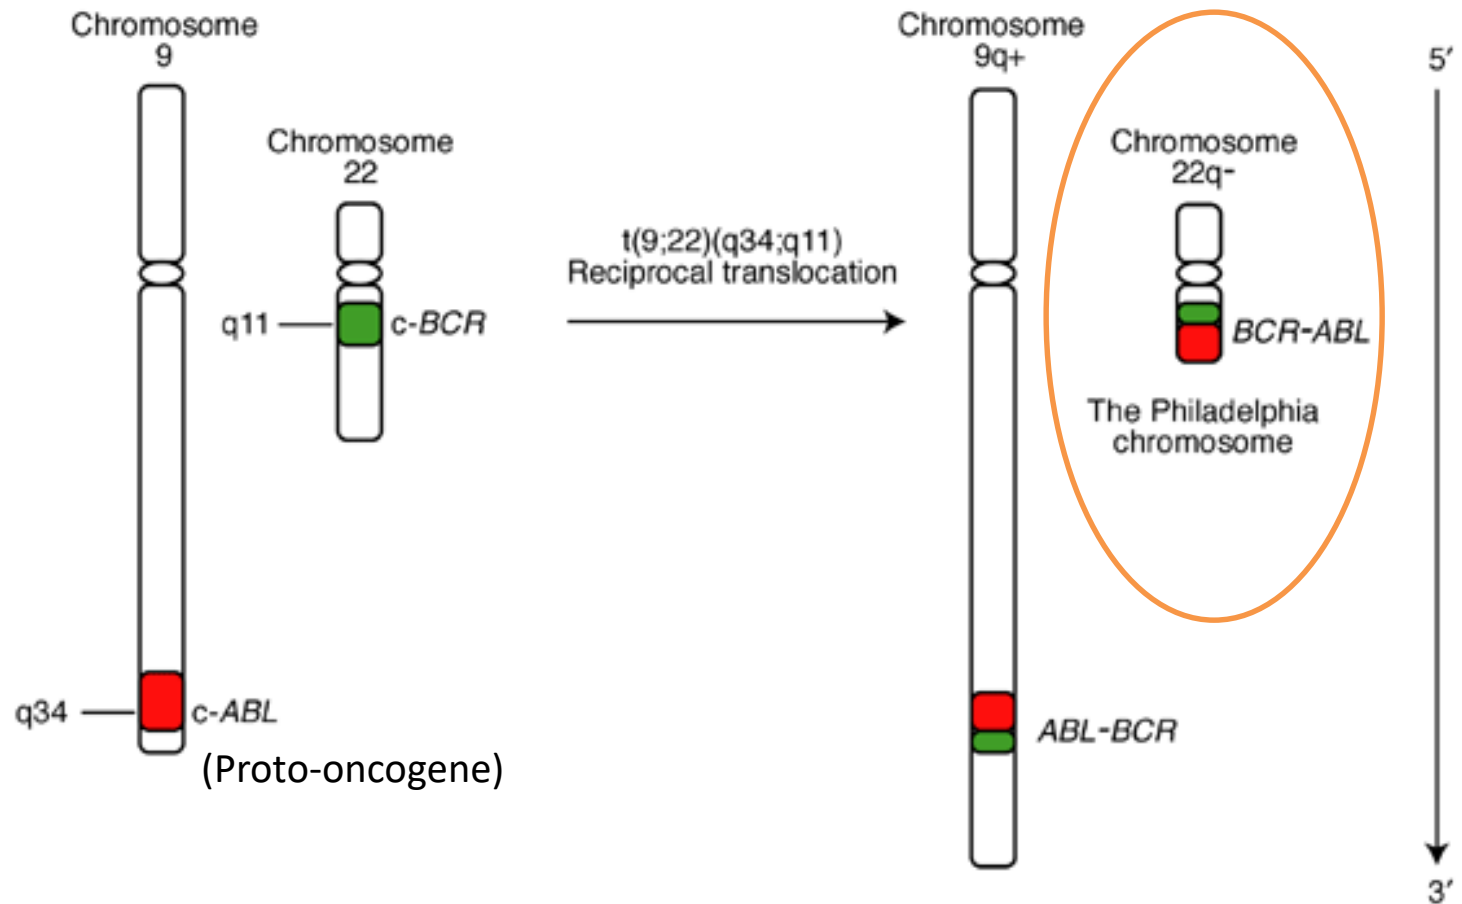 Chromosome
9
Chromosome
22
q11
c-BCR
q34
c-ABL
(Proto-oncogene)
t(9;22)(q34;q11)
Reciprocal translocation
Chromosome
9q+
ABL-BCR
Chromosome
22q-
BCR-ABL
The Philadelphia
chromosome
5′
3′